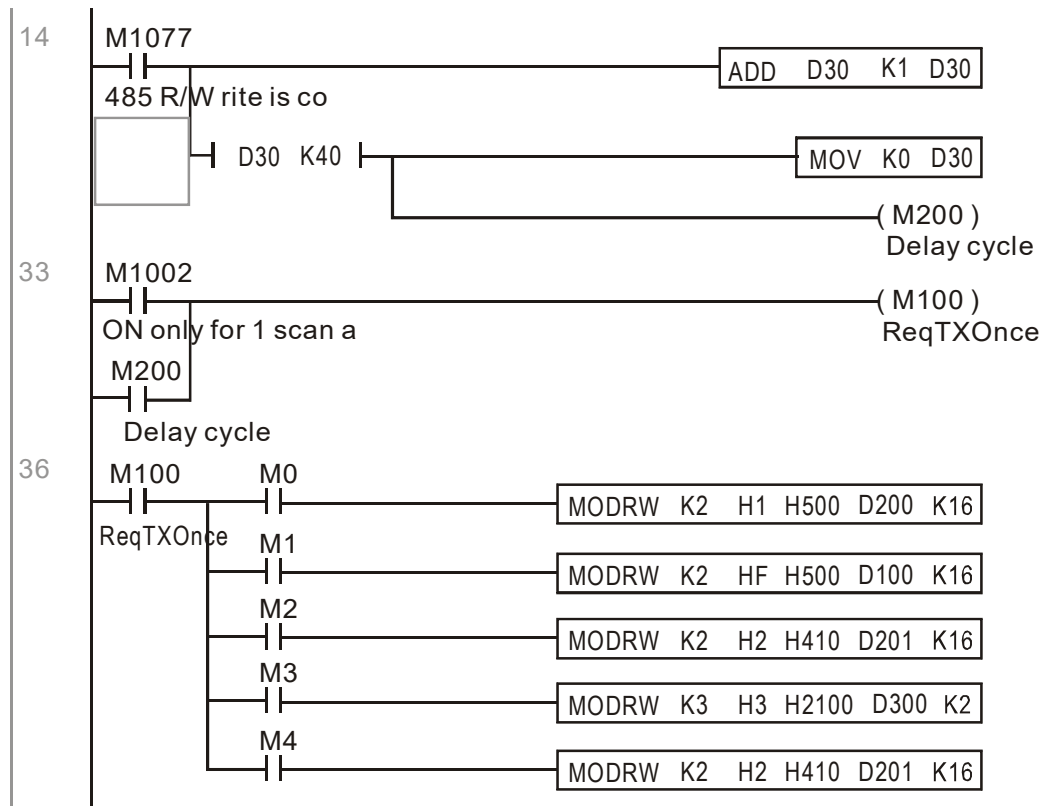 14
M1077
ADD D30 K1 D30
485 R/W rite is co
D30 K40
MOV K0 D30
( M200 )
Delay cycle
33
M1002
( M100 )
ON only for 1 scan a
ReqTXOnce
M200
Delay cycle
36
M100 M0
MODRW K2 H1 H500 D200 K16
ReqTXOnce
M1
MODRW K2 HF H500 D100 K16
M2
MODRW K2 H2 H410 D201 K16
M3
MODRW K3 H3 H2100 D300 K2
M4
MODRW K2 H2 H410 D201 K16